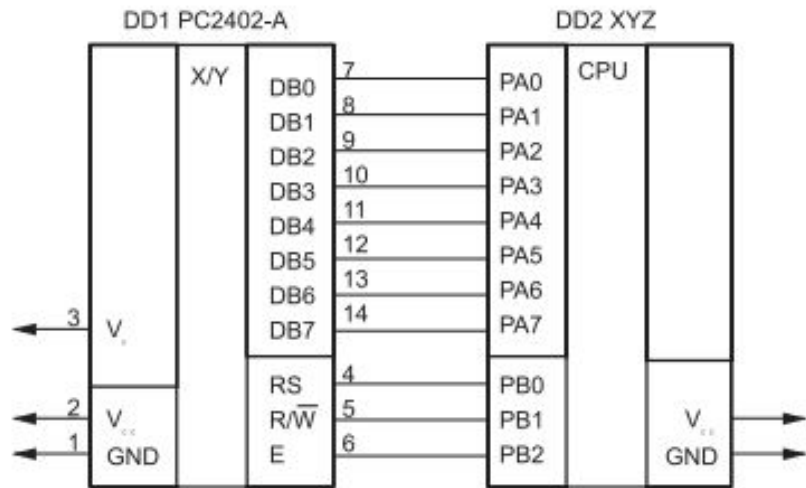 DD1 PC2402-A
DD2 XYZ
X/Y
CPU
DB0 7 PA0
DB1 8 PA1
DB2 9 PA2
DB3 10 PA3
DB4 11 PA4
DB5 12 PA5
DB6 13 PA6
3 V
DB7 14 PA7
RS 4 PB0
2 Vcc
R/W̅ 5 PB1
Vcc
1 GND
E 6 PB2
GND